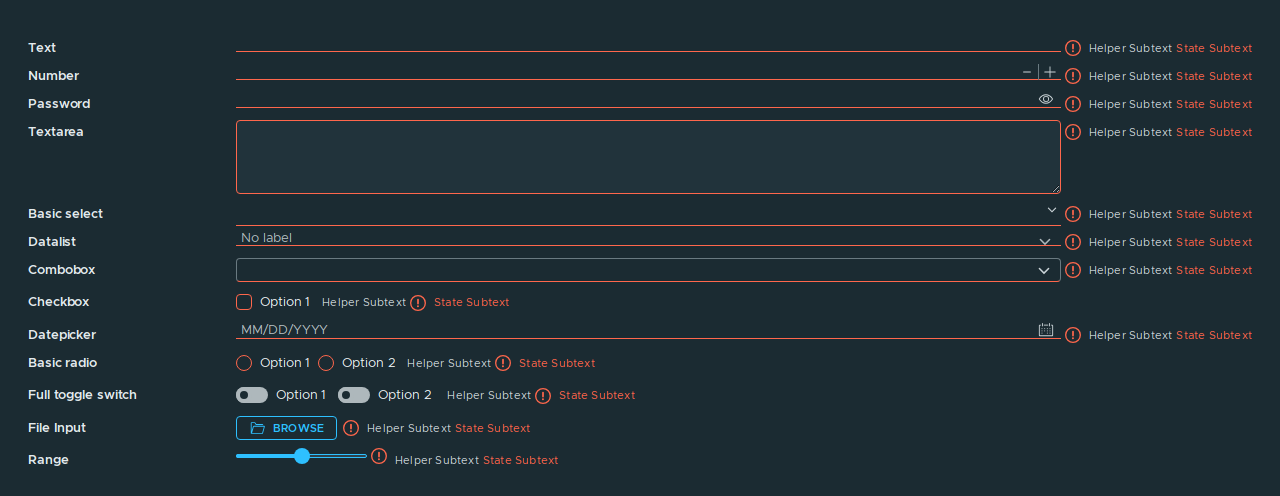 Text Helper Subtext State Subtext
Number Helper Subtext State Subtext
Password Helper Subtext State Subtext
Textarea Helper Subtext State Subtext
Basic select Helper Subtext State Subtext
Datalist No label Helper Subtext State Subtext
Combobox Helper Subtext State Subtext
Checkbox Option 1 Helper Subtext State Subtext
Datepicker MM/DD/YYYY Helper Subtext State Subtext
Basic radio Option 1 Option 2 Helper Subtext State Subtext
Full toggle switch Option 1 Option 2 Helper Subtext State Subtext
File Input BROWSE Helper Subtext State Subtext
Range Helper Subtext State Subtext